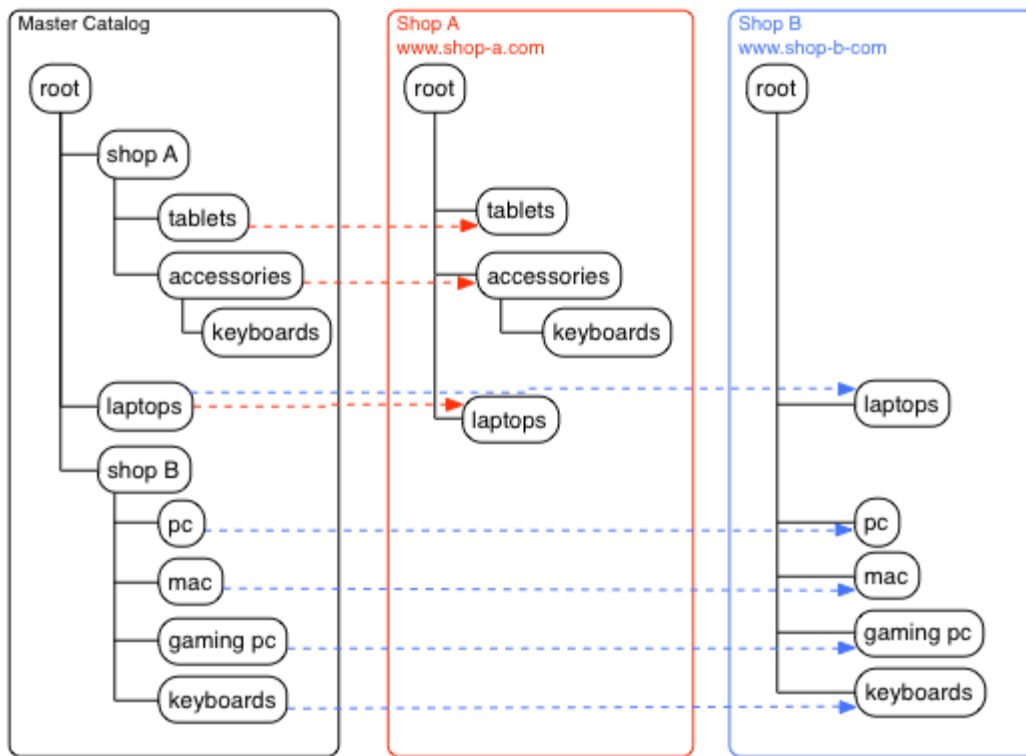 Master Catalog
root
shop A
tablets
accessories
keyboards
laptops
shop B
pc
mac
gaming pc
keyboards
Shop A
www.shop-a.com
root
tablets
accessories
keyboards
laptops
Shop B
www.shop-b-com
root
laptops
pc
mac
gaming pc
keyboards